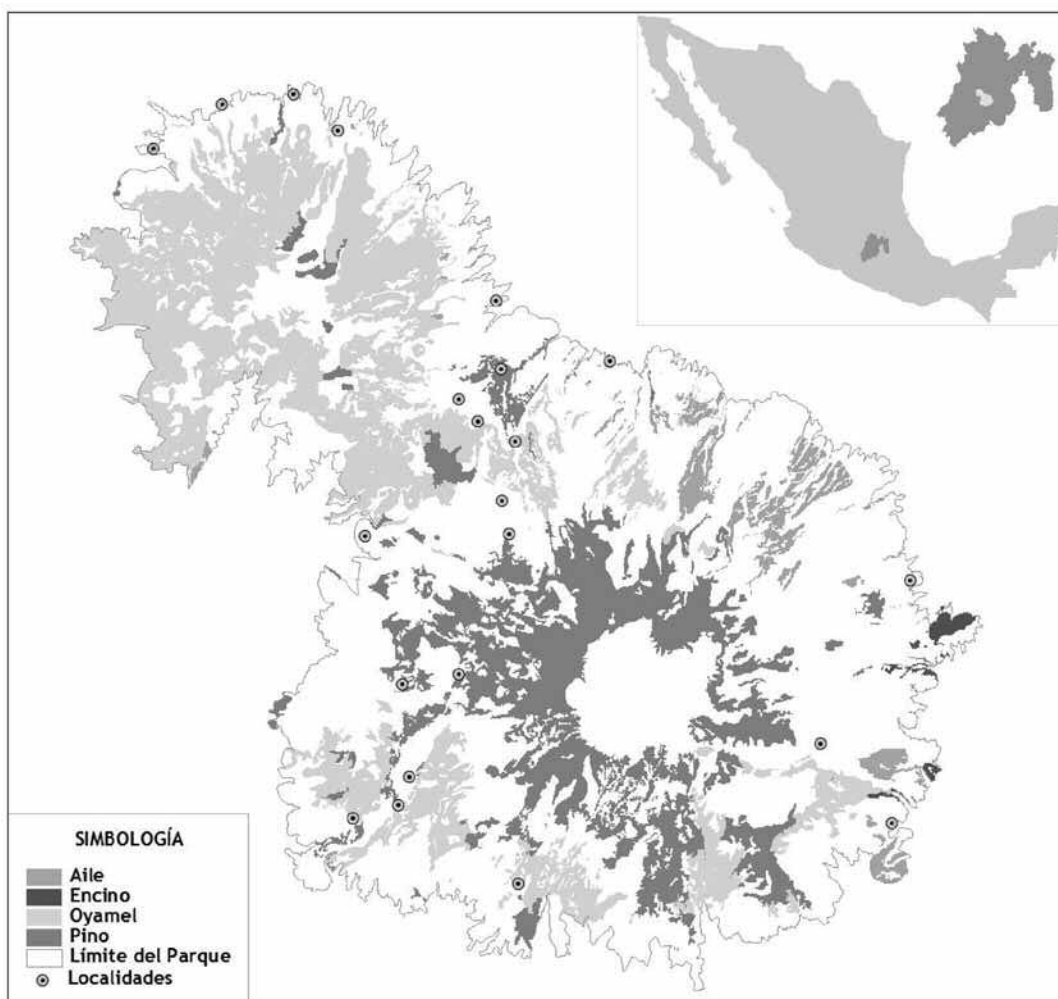 SIMBOLOGÍA
Aile
Encino
Oyamel
Pino
Límite del Parque
Localidades